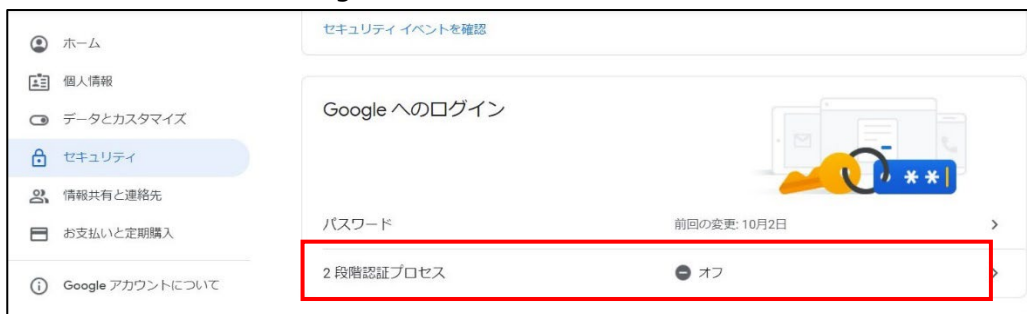 ホーム
個人情報
データとカスタマイズ
セキュリティ
情報共有と連絡先
お支払いと定期購入
Google アカウントについて
セキュリティ イベントを確認
Google へのログイン
**
パスワード 前回の変更: 10月2日
2 段階認証プロセス オフ